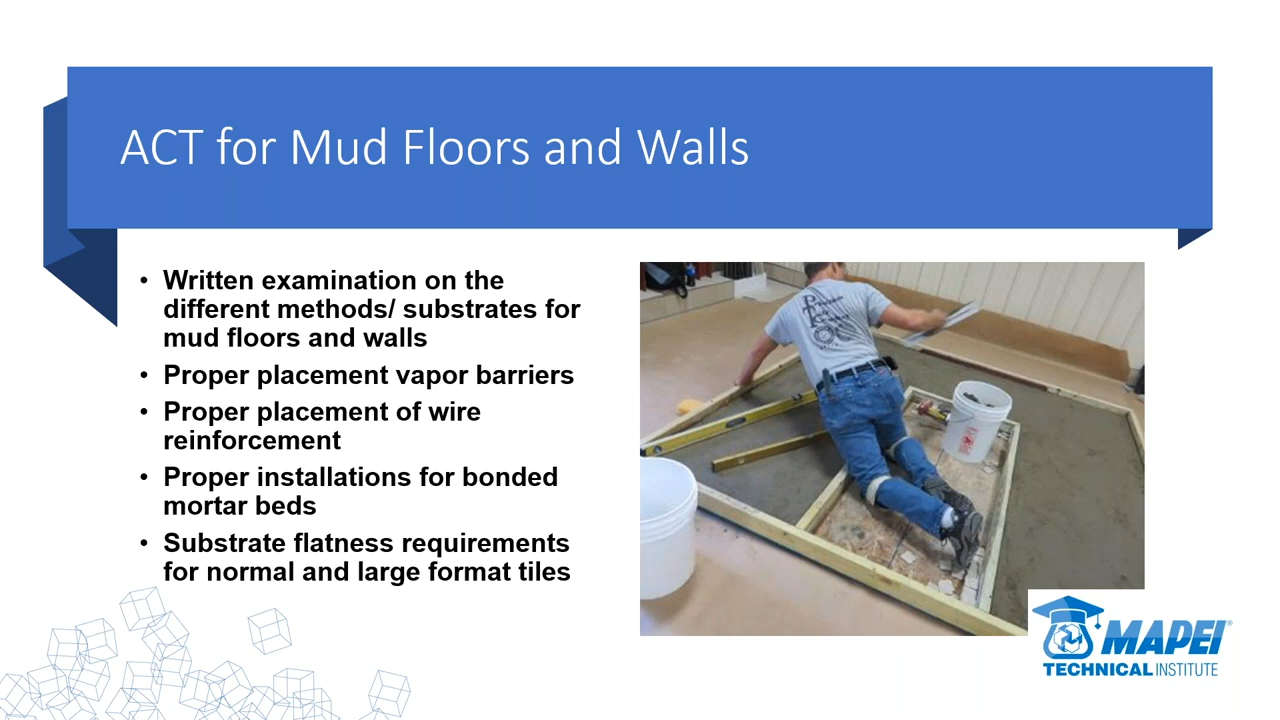 ACT for Mud Floors and Walls
• Written examination on the
different methods/ substrates for
mud floors and walls
• Proper placement vapor barriers
• Proper placement of wire
reinforcement
• Proper installations for bonded
mortar beds
• Substrate flatness requirements
for normal and large format tiles
MAPEI®
TECHNICAL INSTITUTE